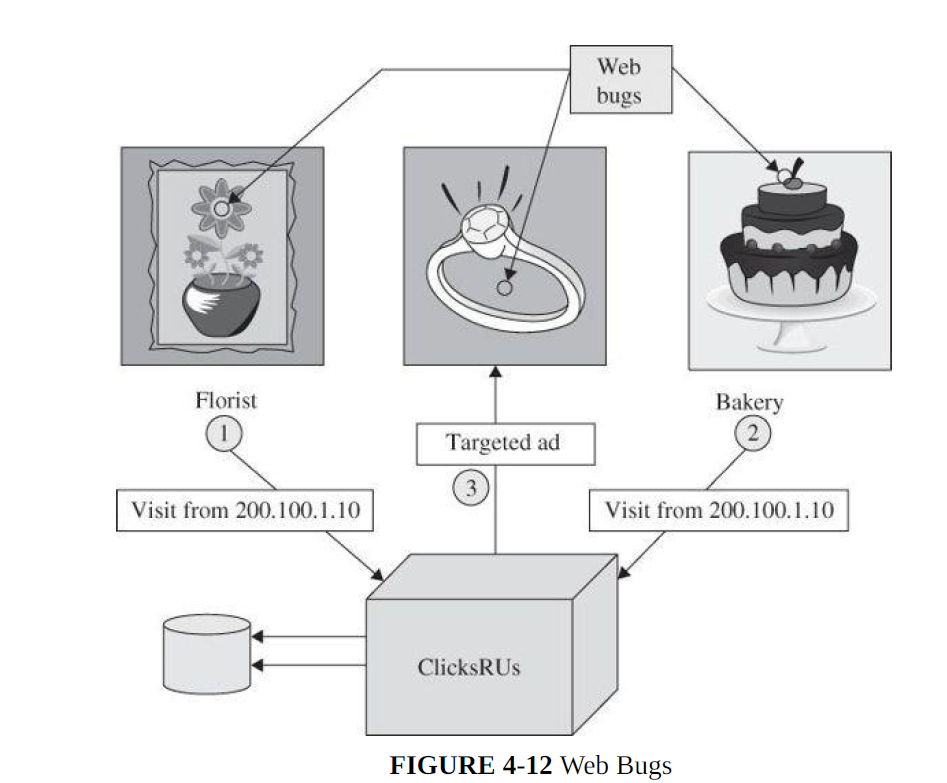 Web
bugs
Florist
1
Bakery
2
Targeted ad
3
Visit from 200.100.1.10
Visit from 200.100.1.10
ClicksRUs
FIGURE 4-12 Web Bugs